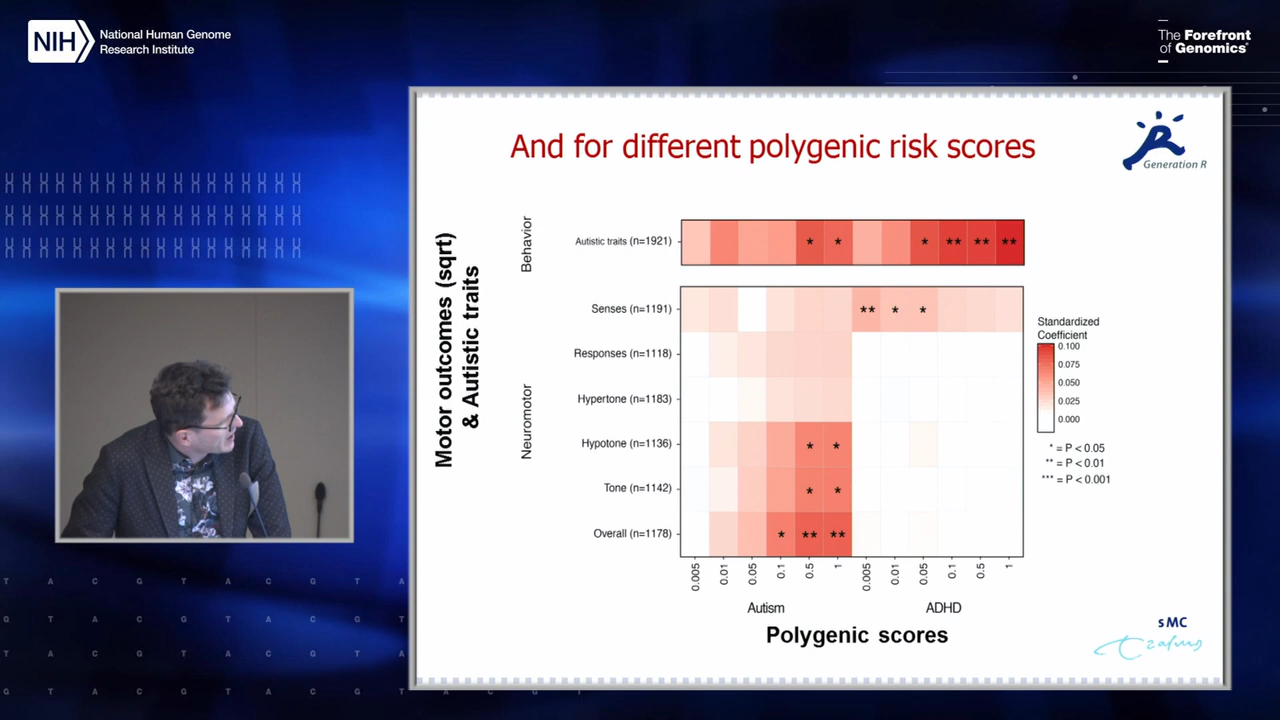 NIH
National Human Genome
Research Institute
The Forefront
of Genomics®
And for different polygenic risk scores
Generation R
Motor outcomes (sqrt)
& Autistic traits
Behavior
Autistic traits (n=1921)
* * * ** ** **
Neuromotor
Senses (n=1191)
** * *
Responses (n=1118)
Hypertone (n=1183)
Hypotone (n=1136)
* *
Tone (n=1142)
* *
Overall (n=1178)
* ** **
0.005 0.01 0.05 0.1 0.5 1 0.005 0.01 0.05 0.1 0.5 1
Autism ADHD
Polygenic scores
Standardized
Coefficient
0.100
0.075
0.050
0.025
0.000
* = P < 0.05
** = P < 0.01
*** = P < 0.001
sMC
Erasmus
T A C G T A C G T A
G T A C G T A C G T A
T A C G T A C G T A
G T A C G T A C G T A C G T